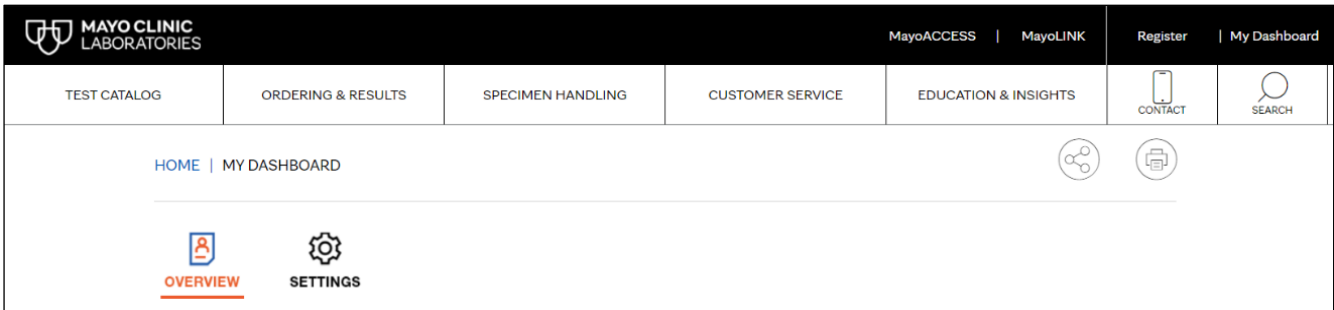 MAYO CLINIC
LABORATORIES
MayoACCESS | MayoLINK Register | My Dashboard
TEST CATALOG ORDERING & RESULTS SPECIMEN HANDLING CUSTOMER SERVICE EDUCATION & INSIGHTS CONTACT SEARCH
HOME | MY DASHBOARD
OVERVIEW SETTINGS